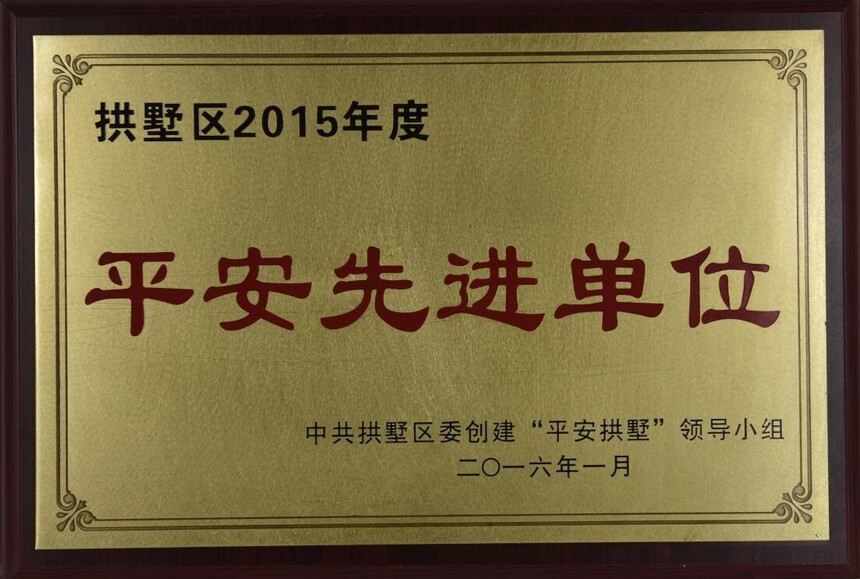 拱墅区2015年度
平安先进单位
中共拱墅区委创建“平安拱墅”领导小组
二〇一六年一月